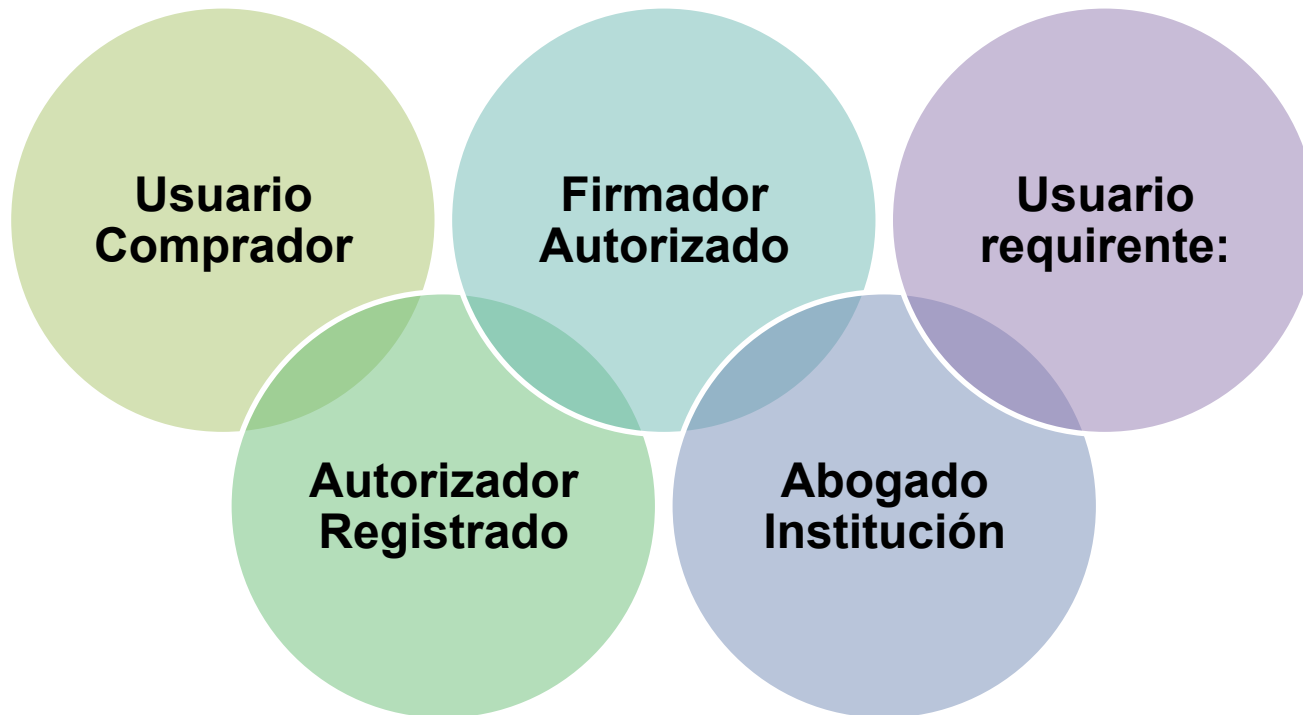 Usuario
Comprador
Firmador
Autorizado
Usuario
requirente:
Autorizador
Registrado
Abogado
Institución